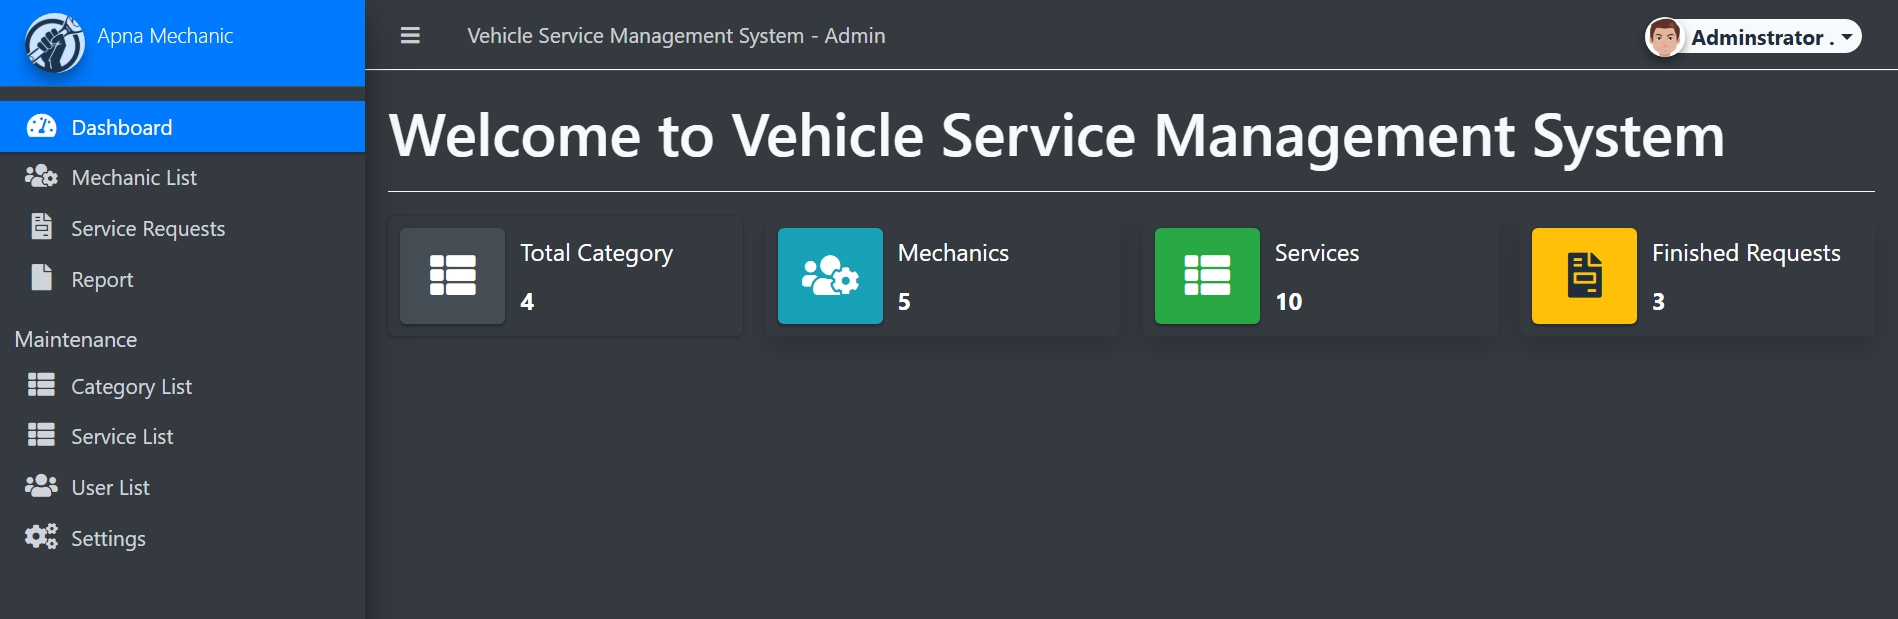 Apna Mechanic
Vehicle Service Management System - Admin
Adminstrator .
Dashboard
Mechanic List
Service Requests
Report
Maintenance
Category List
Service List
User List
Settings
Welcome to Vehicle Service Management System
Total Category
4
Mechanics
5
Services
10
Finished Requests
3